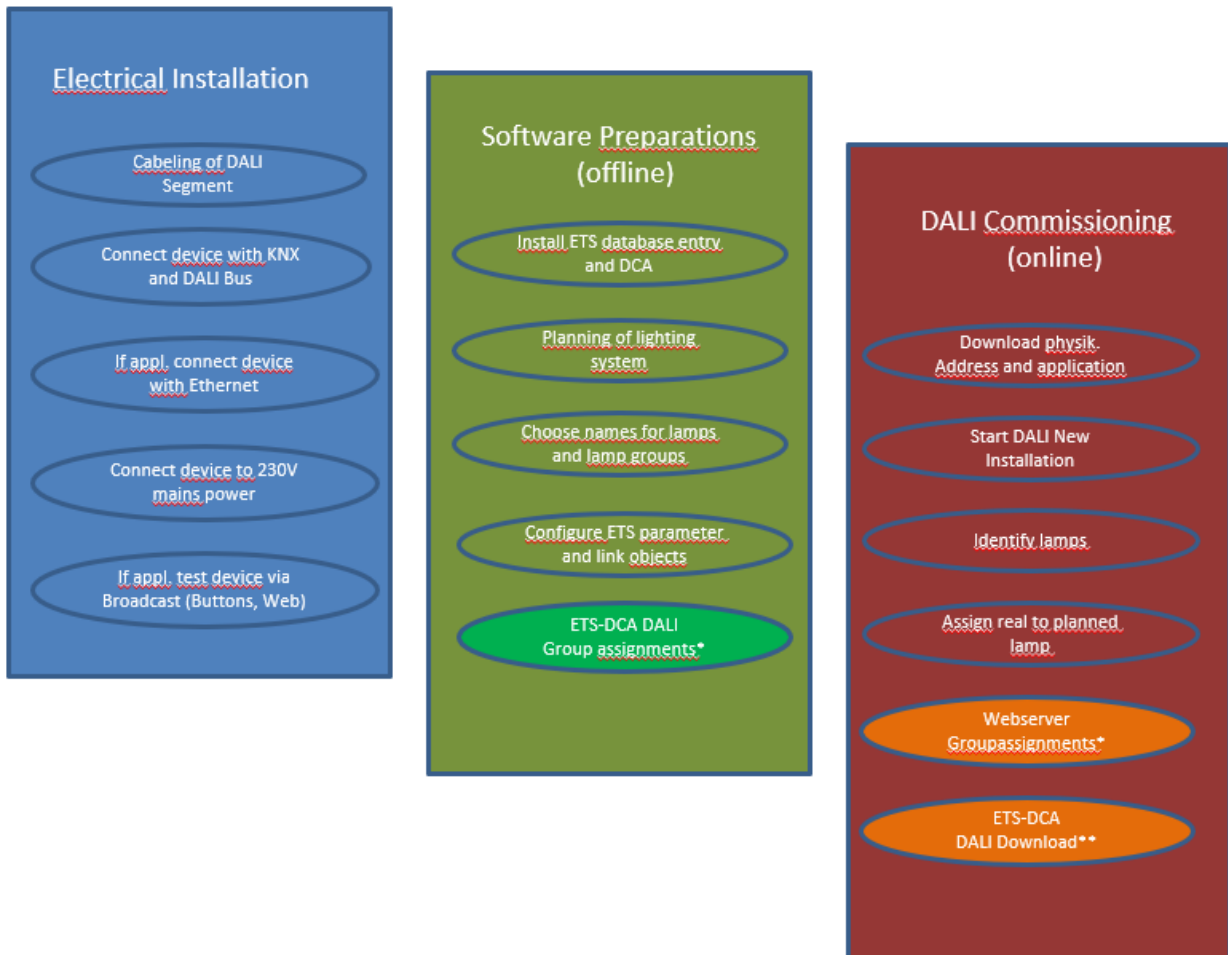 Electrical Installation
Cabeling of DALI
Segment
Connect device with KNX
and DALI Bus
If appl. connect device
with Ethernet
Connect device to 230V
mains power
If appl. test device via
Broadcast (Buttons, Web)
Software Preparations
(offline)
Install ETS database entry
and DCA
Planning of lighting
system
Choose names for lamps
and lamp groups
Configure ETS parameter
and link objects
ETS-DCA DALI
Group assignments*
DALI Commissioning
(online)
Download physik.
Address and application
Start DALI New
Installation
Identify lamps
Assign real to planned
lamp
Webserver
Groupassignments*
ETS-DCA
DALI Download**